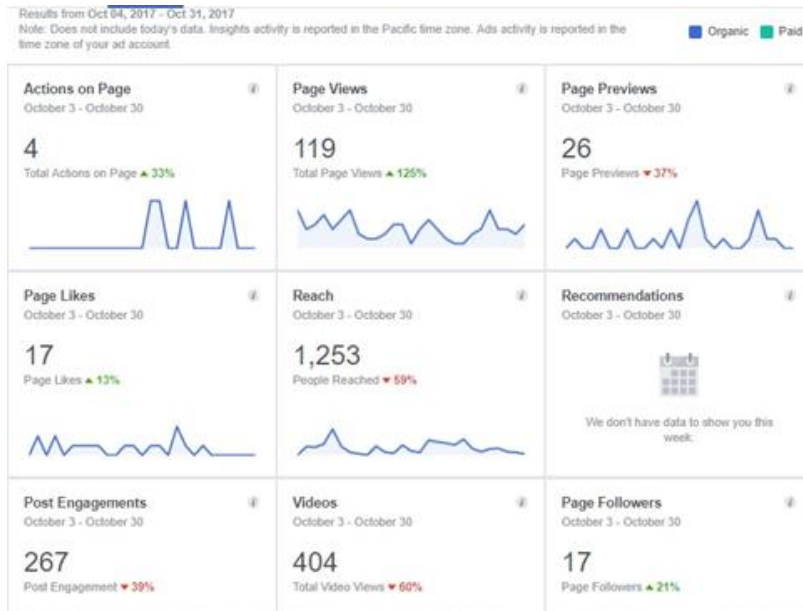 Results from Oct 04, 2017 - Oct 31, 2017
Note: Does not include today's data. Insights activity is reported in the Pacific time zone. Ads activity is reported in the
time zone of your ad account
Organic
Paid
Actions on Page
October 3 - October 30
4
Total Actions on Page ▲ 33%
Page Views
October 3 - October 30
119
Total Page Views ▲ 125%
Page Previews
October 3 - October 30
26
Page Previews ▼ 37%
Page Likes
October 3 - October 30
17
Page Likes ▲ 13%
Reach
October 3 - October 30
1,253
People Reached ▼ 59%
Recommendations
October 3 - October 30
We don't have data to show you this
week.
Post Engagements
October 3 - October 30
267
Post Engagement ▼ 39%
Videos
October 3 - October 30
404
Total Video Views ▼ 60%
Page Followers
October 3 - October 30
17
Page Followers ▲ 21%